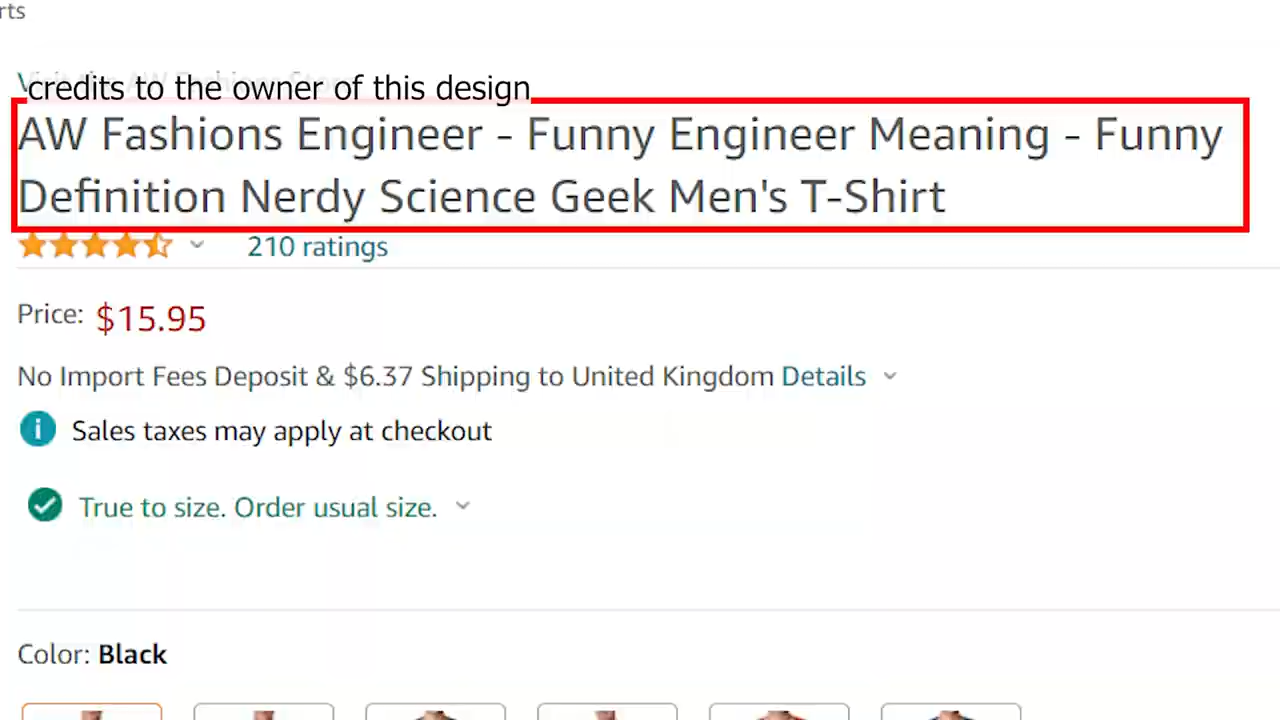 rts
credits to the owner of this design
AW Fashions Engineer - Funny Engineer Meaning - Funny
Definition Nerdy Science Geek Men's T-Shirt
210 ratings
Price: $15.95
No Import Fees Deposit & $6.37 Shipping to United Kingdom Details
Sales taxes may apply at checkout
True to size. Order usual size.
Color: Black